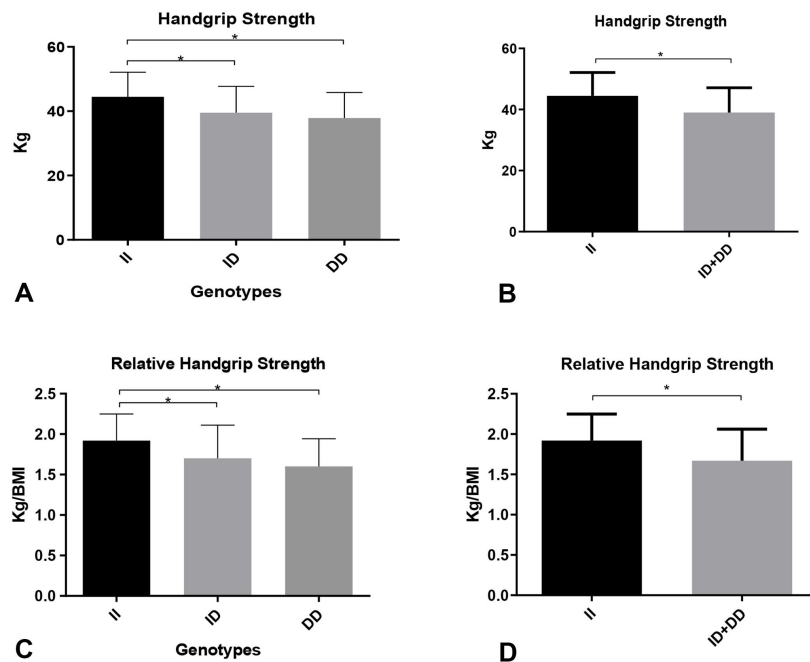 Handgrip Strength
*
*
60
40
20
0
Kg
II
ID
DD
Genotypes
A
Handgrip Strength
*
60
40
20
0
Kg
II
ID+DD
B
Relative Handgrip Strength
*
*
2.5
2.0
1.5
1.0
0.5
0.0
Kg/BMI
II
ID
DD
Genotypes
C
Relative Handgrip Strength
*
2.5
2.0
1.5
1.0
0.5
0.0
Kg/BMI
II
ID+DD
D